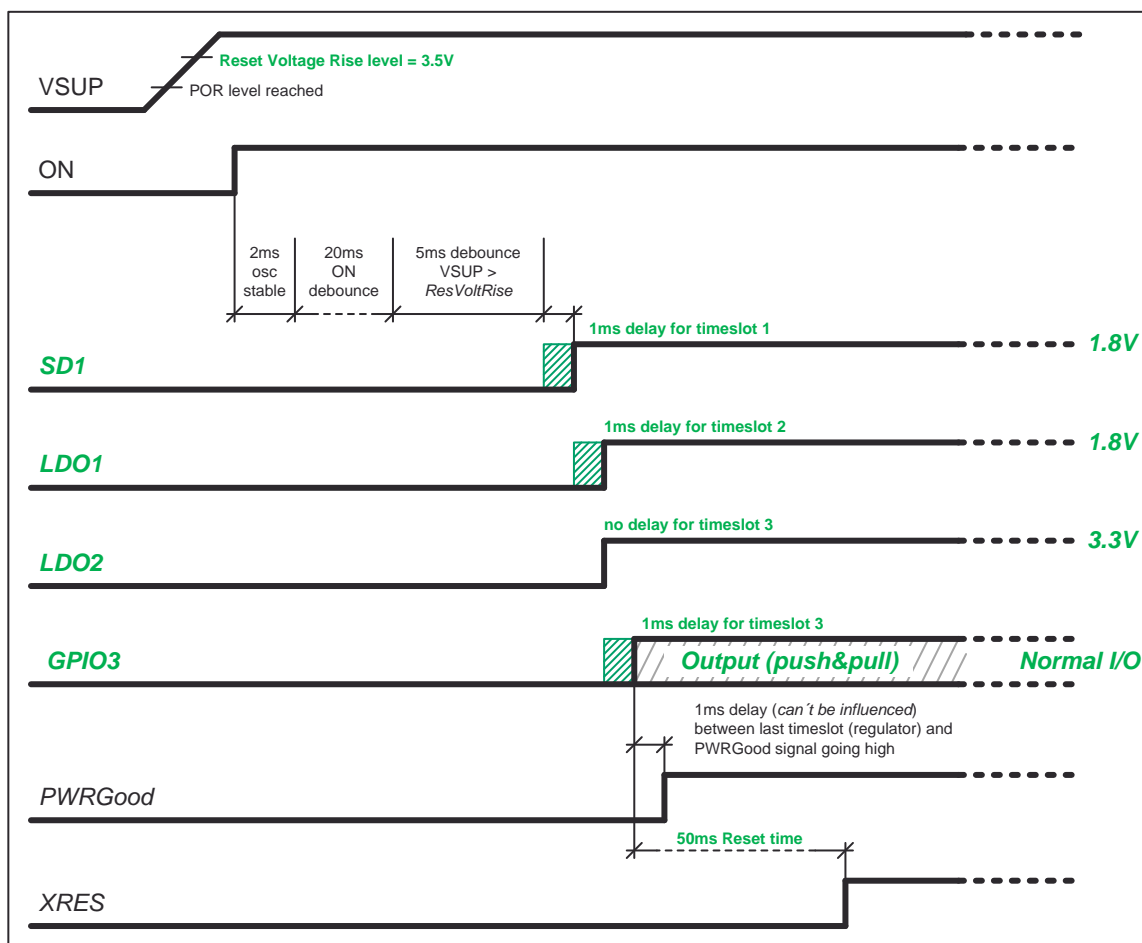 Reset Voltage Rise level = 3.5V
VSUP
POR level reached
ON
2ms
osc
stable
20ms
ON
debounce
5ms debounce
VSUP >
ResVoltRise
1ms delay for timeslot 1
SD1
1.8V
1ms delay for timeslot 2
LDO1
1.8V
no delay for timeslot 3
LDO2
3.3V
1ms delay for timeslot 3
GPIO3
Output (push&pull)
Normal I/O
1ms delay (can´t be influenced)
between last timeslot (regulator) and
PWRGood signal going high
PWRGood
50ms Reset time
XRES